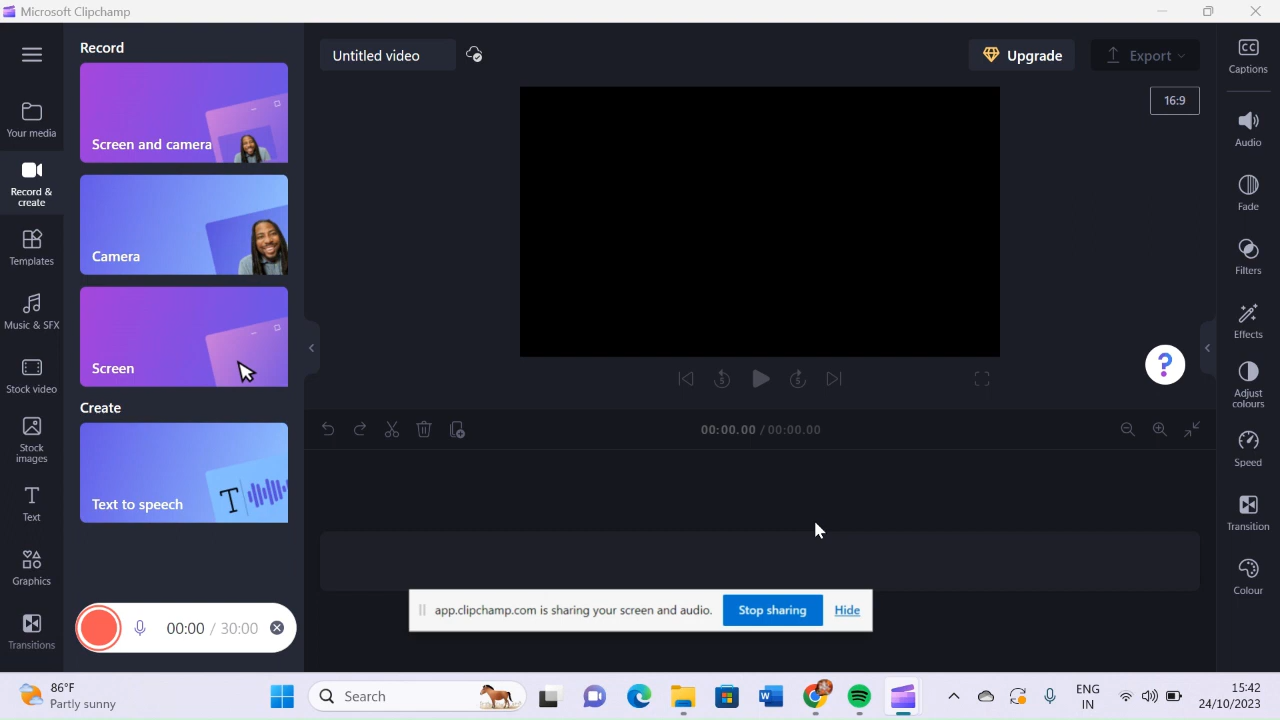 Microsoft Clipchamp
Record
Untitled video
Upgrade
Export
Captions
Screen and camera
16:9
Your media
Audio
Record &
create
Camera
Fade
Templates
Filters
Music & SFX
Effects
Screen
Stock video
5
5
?
Adjust
colours
Create
00:00.00 / 00:00.00
Stock
images
Speed
Text to speech
T
Text
Transition
Graphics
Colour
app.clipchamp.com is sharing your screen and audio.
Stop sharing
Hide
00:00 / 30:00
Transitions
86°F
Partly sunny
Search
ENG
IN
15:42
24/10/2023